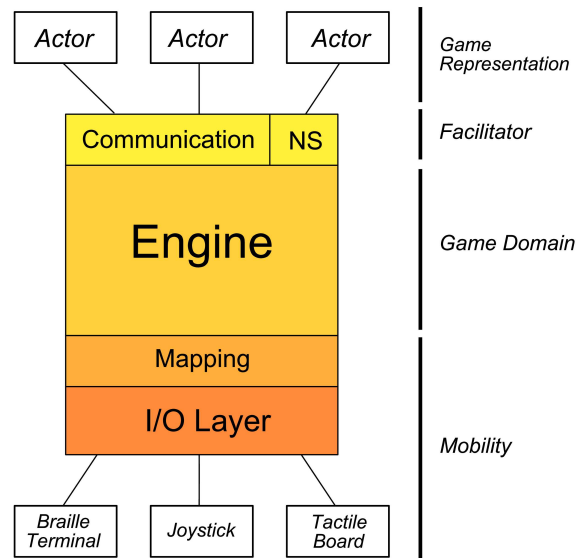 Actor Actor Actor
Game
Representation
Communication NS
Facilitator
Engine
Game Domain
Mapping
I/O Layer
Mobility
Braille
Terminal
Joystick
Tactile
Board